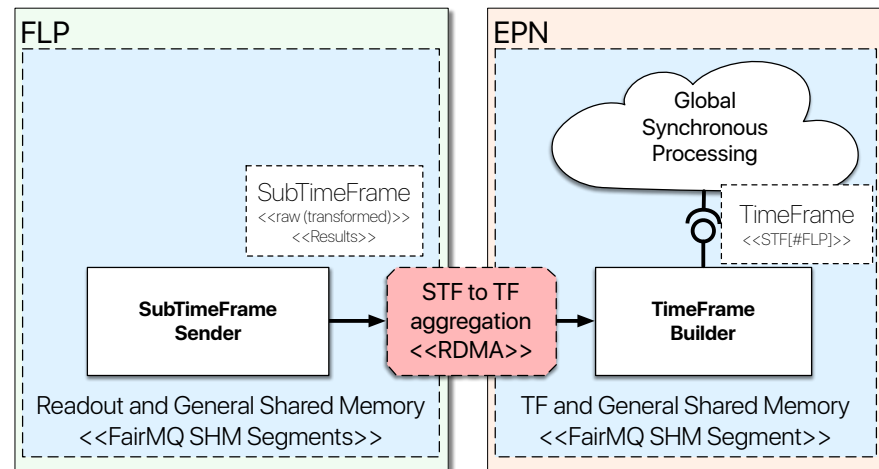 FLP
SubTimeFrame
<<raw (transformed)>>
<<Results>>
SubTimeFrame
Sender
Readout and General Shared Memory
<<FairMQ SHM Segments>>
STF to TF
aggregation
<<RDMA>>
EPN
Global
Synchronous
Processing
TimeFrame
<<STF[#FLP]>>
TimeFrame
Builder
TF and General Shared Memory
<<FairMQ SHM Segment>>